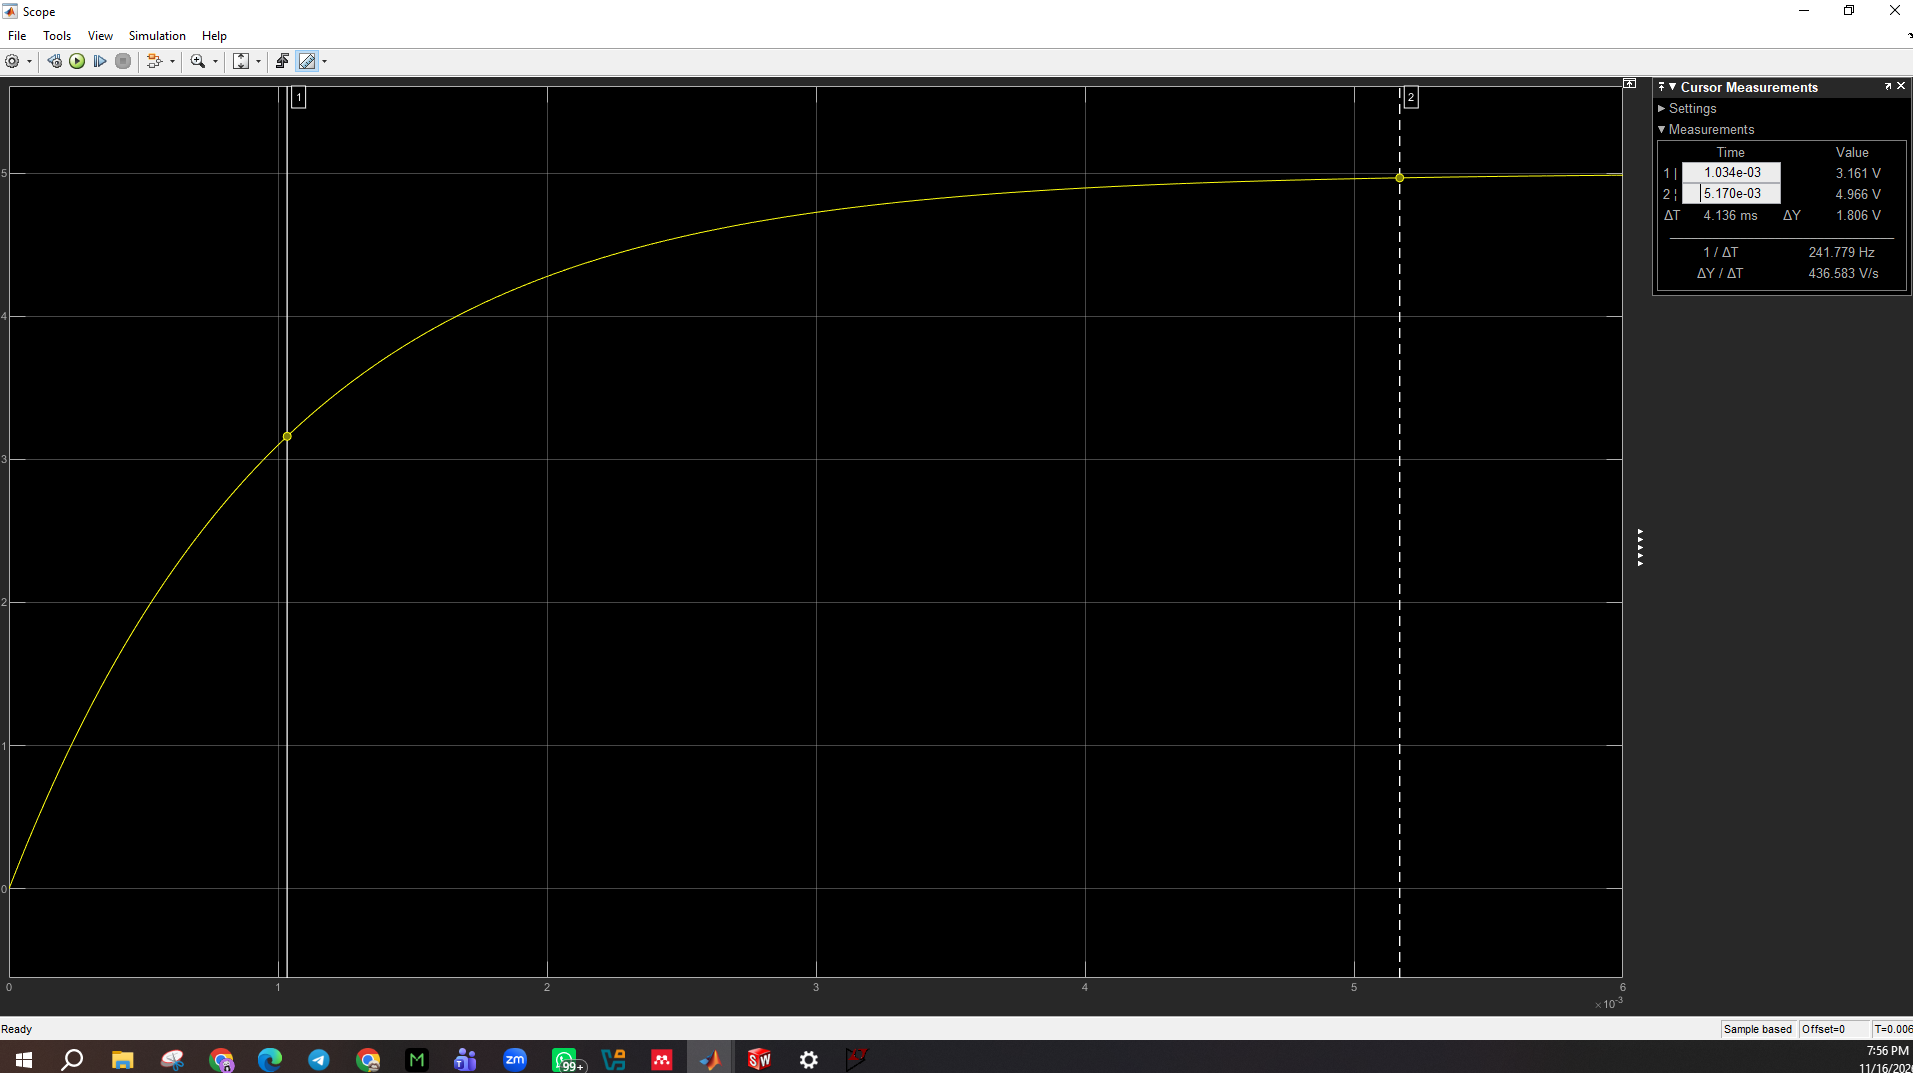 Scope
File Tools View Simulation Help
1
2
5
4
3
2
1
0
0 1 2 3 4 5 6
×10-3
Cursor Measurements
Settings
Measurements
Time Value
1 | 1.034e-03 3.161 V
2 ¦ 5.170e-03 4.966 V
ΔT 4.136 ms ΔY 1.806 V
1 / ΔT 241.779 Hz
ΔY / ΔT 436.583 V/s
Ready
Sample based Offset=0 T=0.006
M T zm 99+ SW
7:56 PM